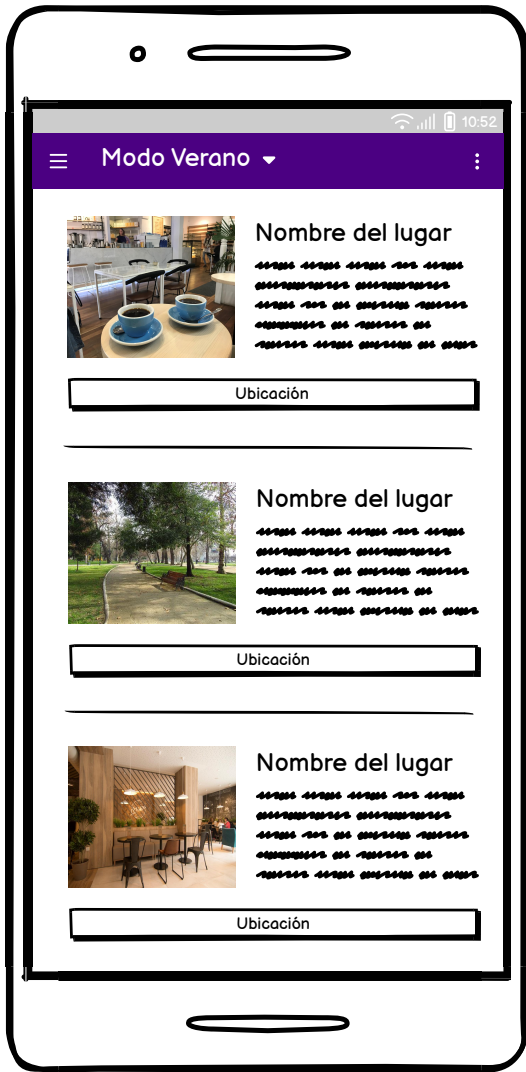 10:52
Modo Verano
Nombre del lugar
Ubicación
Nombre del lugar
Ubicación
Nombre del lugar
Ubicación